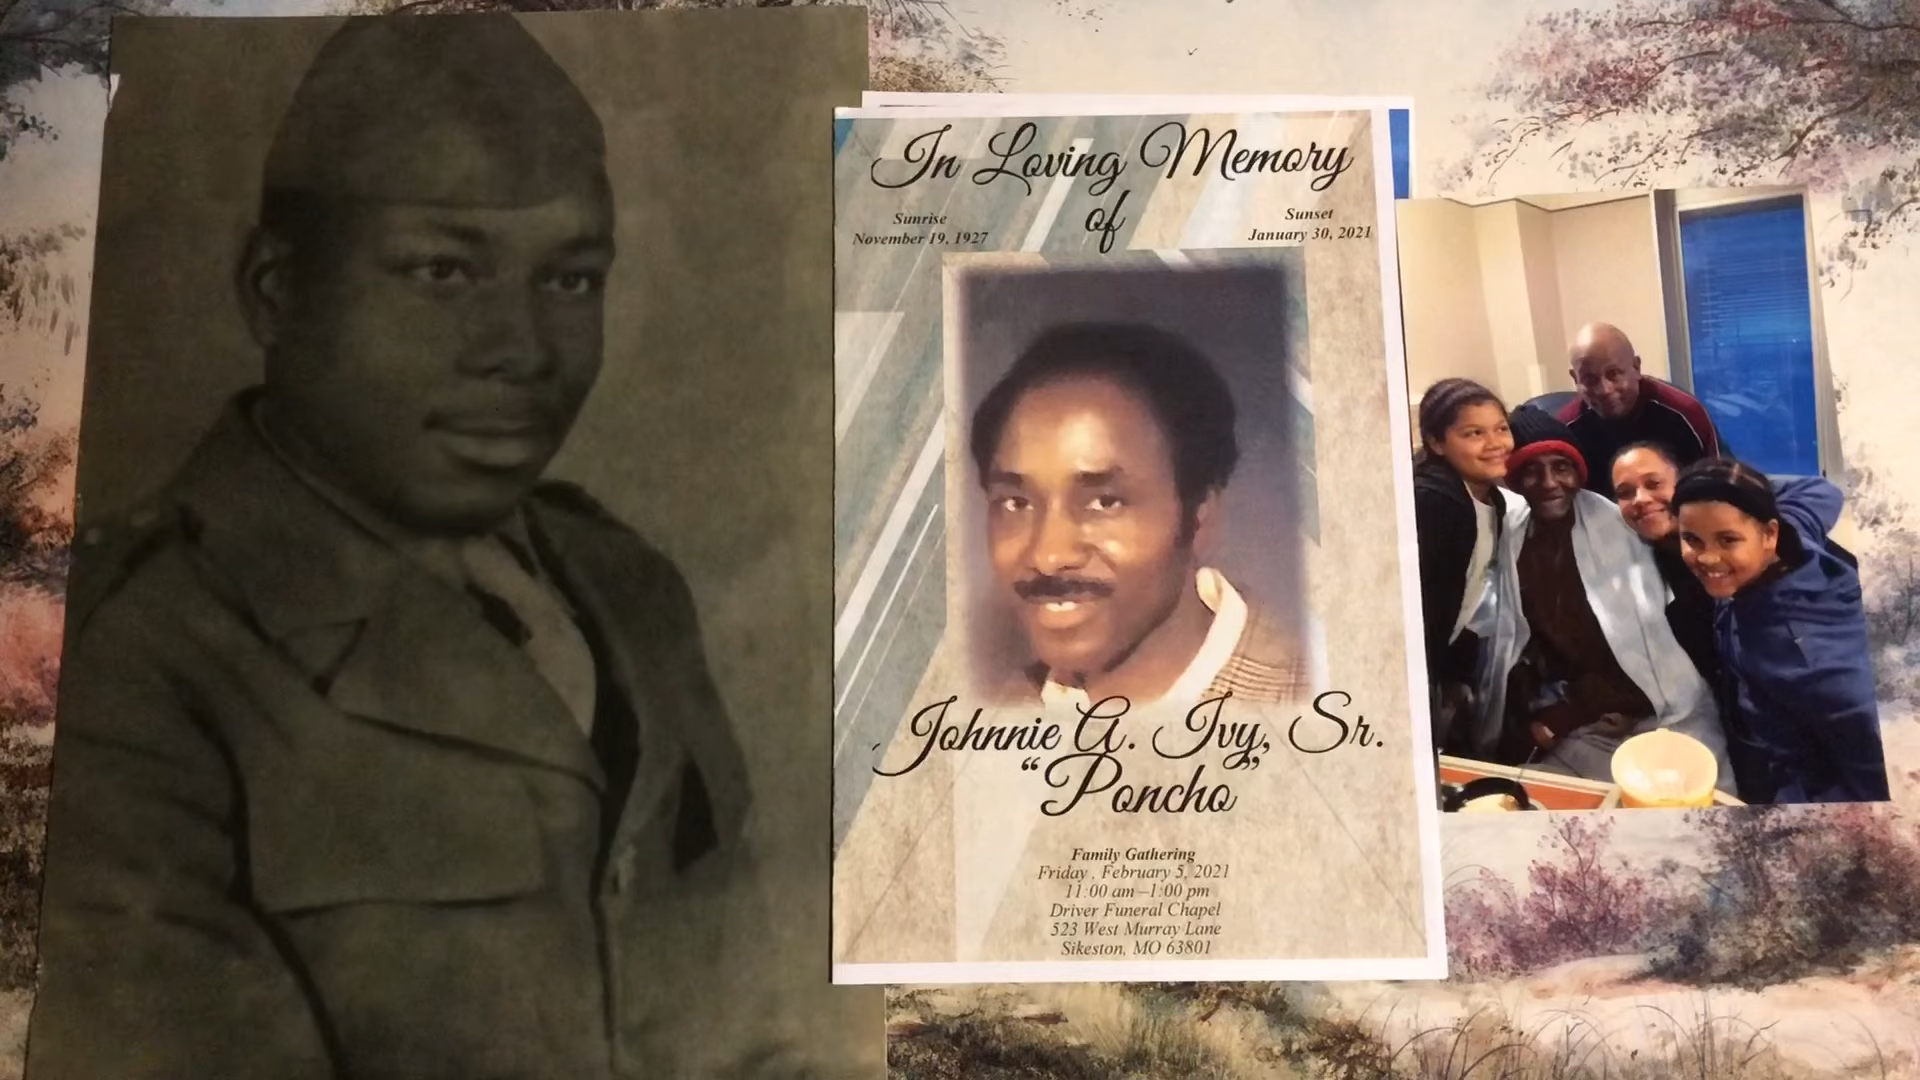 In Loving Memory
of
Sunrise
November 19, 1927
Sunset
January 30, 2021
Johnnie A. Ivy, Sr.
“Poncho”
Family Gathering
Friday , February 5, 2021
11:00 am –1:00 pm
Driver Funeral Chapel
523 West Murray Lane
Sikeston, MO 63801